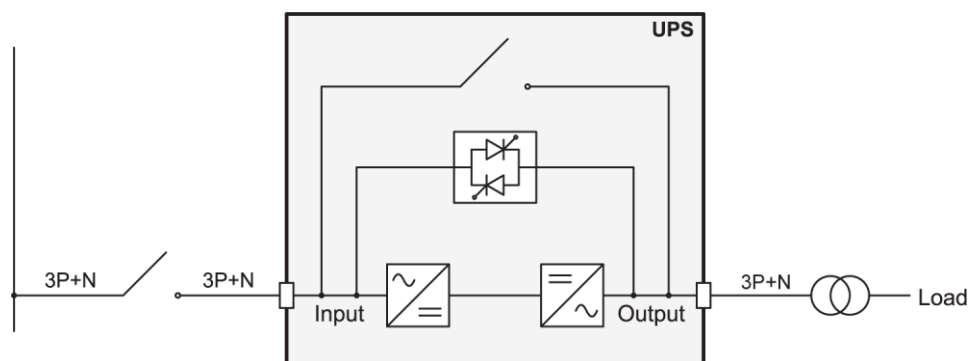 UPS
3P+N
3P+N
Input
Output
3P+N
Load